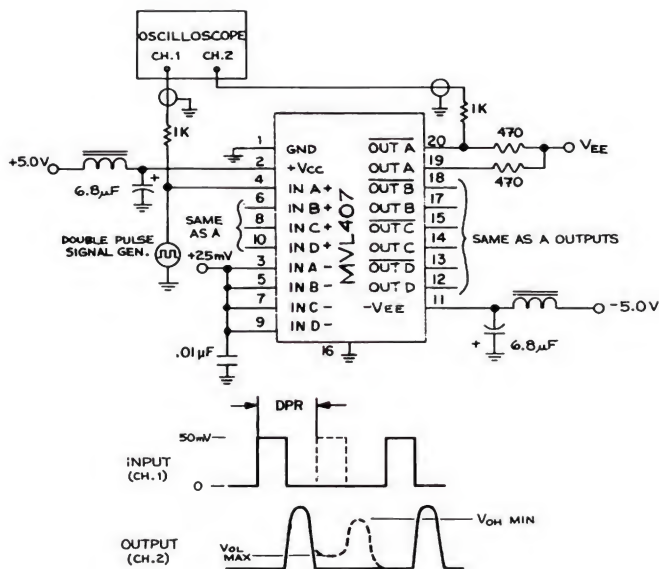 OSCILLOSCOPE
CH.1 CH.2
1K
1K
+5.0V
6.8µF
+
DOUBLE PULSE
SIGNAL GEN.
SAME
AS A
+25mV
.01µF
1 GND
2 +VCC
4 IN A+
6 IN B+
8 IN C+
10 IN D+
3 IN A-
5 IN B-
7 IN C-
9 IN D-
16
MVL407
OUT A 20
OUT A 19
OUT B 18
OUT B 17
OUT C 15
OUT C 14
OUT D 13
OUT D 12
-VEE 11
470
470
VEE
SAME AS A OUTPUTS
-5.0V
+ 6.8µF
DPR
50mV
INPUT
(CH.1)
0
OUTPUT
(CH.2)
VOL
MAX
VOH MIN